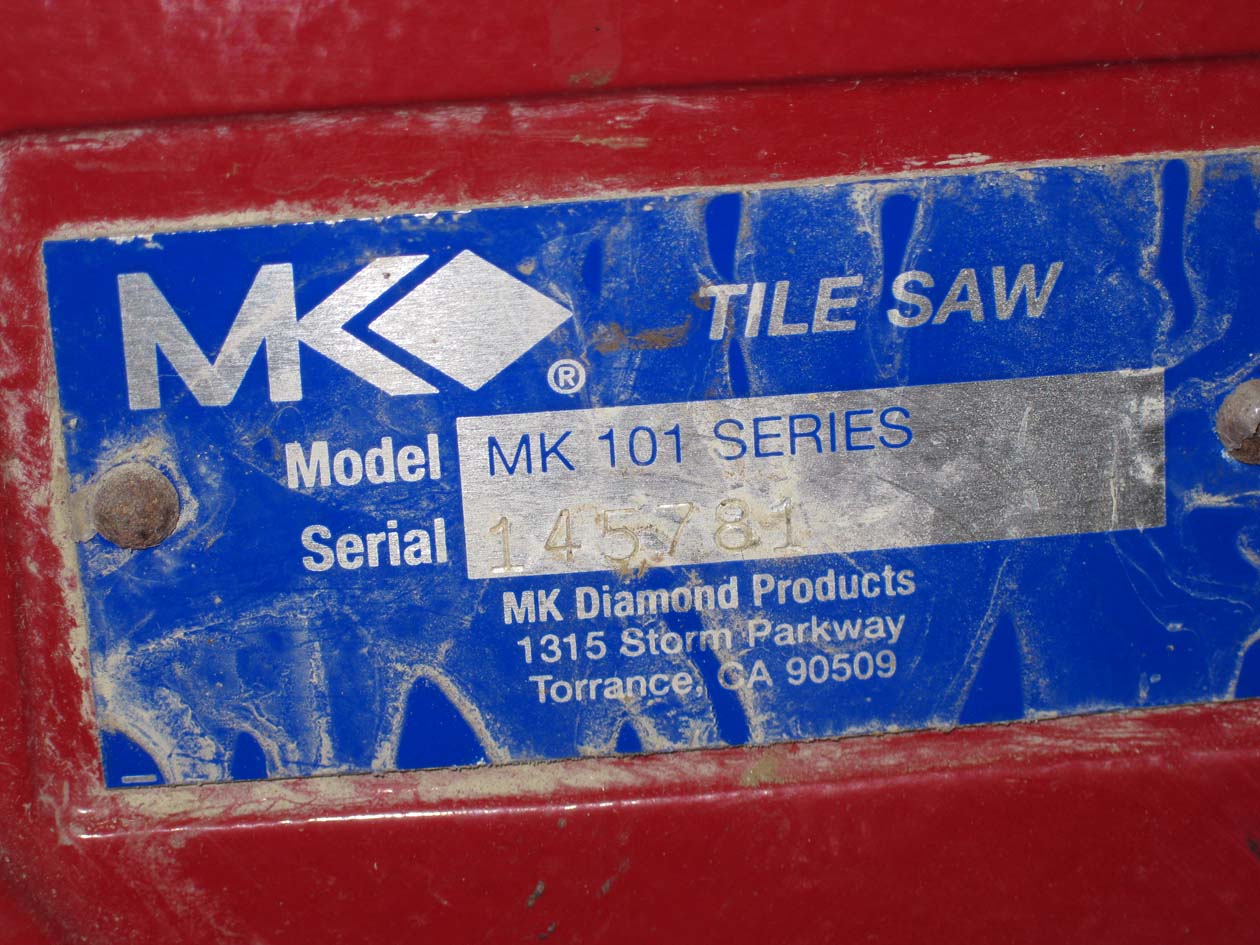 MK® TILE SAW
Model MK 101 SERIES
Serial 145781
MK Diamond Products
1315 Storm Parkway
Torrance, CA 90509